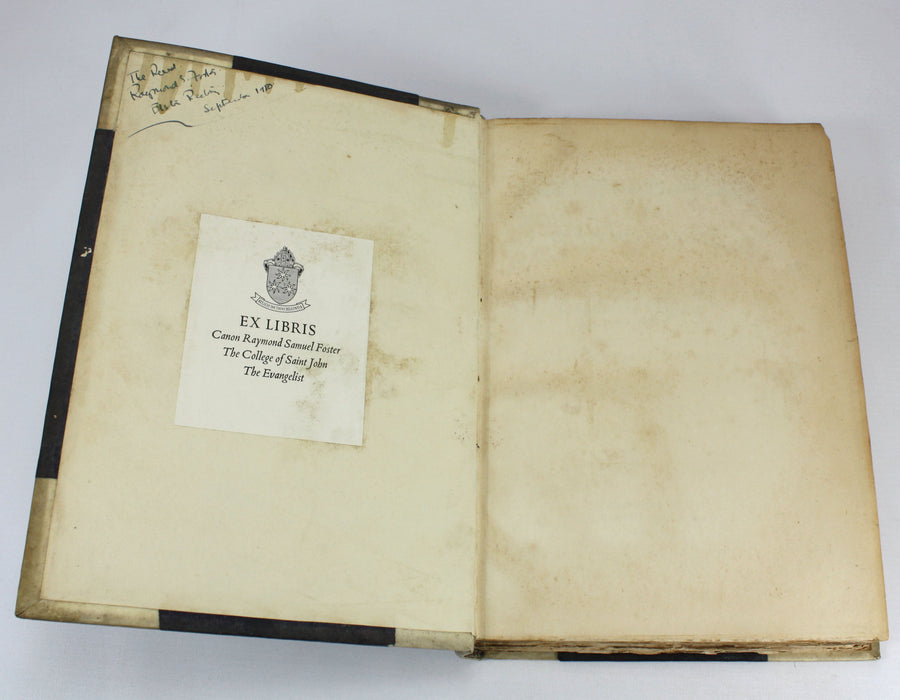 The Revd
Raymond S. Foster
September
EX LIBRIS
Canon Raymond Samuel Foster
The College of Saint John
The Evangelist